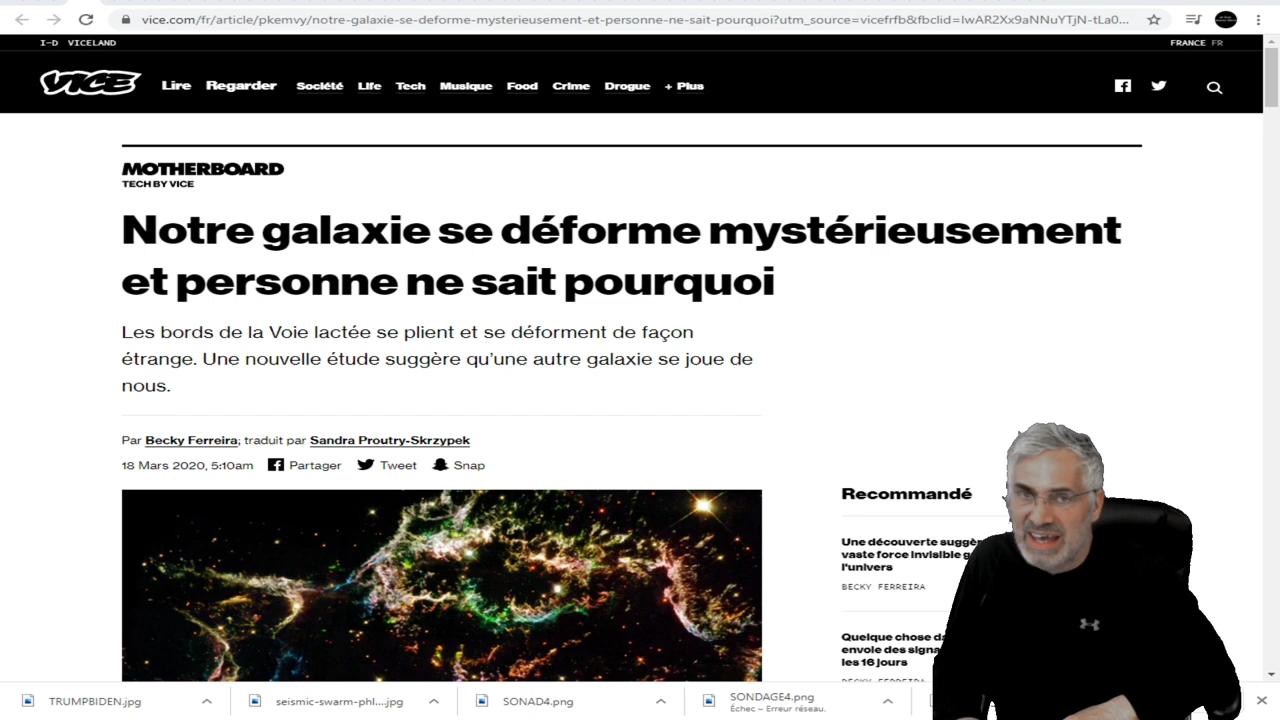 vice.com/fr/article/pkemvy/notre-galaxie-se-deforme-mysterieusement-et-personne-ne-sait-pourquoi?utm_source=vicefrfb&fbclid=IwAR2Xx9aNNuYTjN-tLa0...
I-D VICELAND
FRANCE FR
VICE Lire Regarder Société Life Tech Musique Food Crime Drogue + Plus
MOTHERBOARD
TECH BY VICE
Notre galaxie se déforme mystérieusement
et personne ne sait pourquoi
Les bords de la Voie lactée se plient et se déforment de façon
étrange. Une nouvelle étude suggère qu'une autre galaxie se joue de
nous.
Par Becky Ferreira; traduit par Sandra Proutry-Skrzypek
18 Mars 2020, 5:10am Partager Tweet Snap
Recommandé
Une découverte suggèr
vaste force invisible g
l'univers
BECKY FERREIRA
Quelque chose da
envoie des signa
les 16 jours
BECKY FERREIRA
TRUMPBIDEN.jpg
seismic-swarm-phl....jpg
SONAD4.png
SONDAGE4.png
Échec – Erreur réseau.